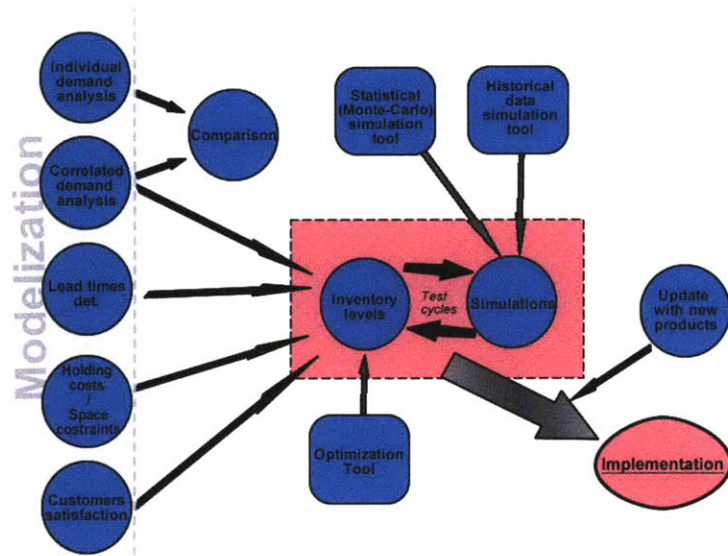 Modelization
Individual
demand
analysis
Correlated
demand
analysis
Lead times
det.
Holding
costs
/
Space
costraints
Customers
satisfaction
Comparison
Statistical
(Monte-Carlo)
simulation
tool
Historical
data
simulation
tool
Inventory
levels
Test
cycles
Simulations
Optimization
Tool
Update
with new
products
Implementation